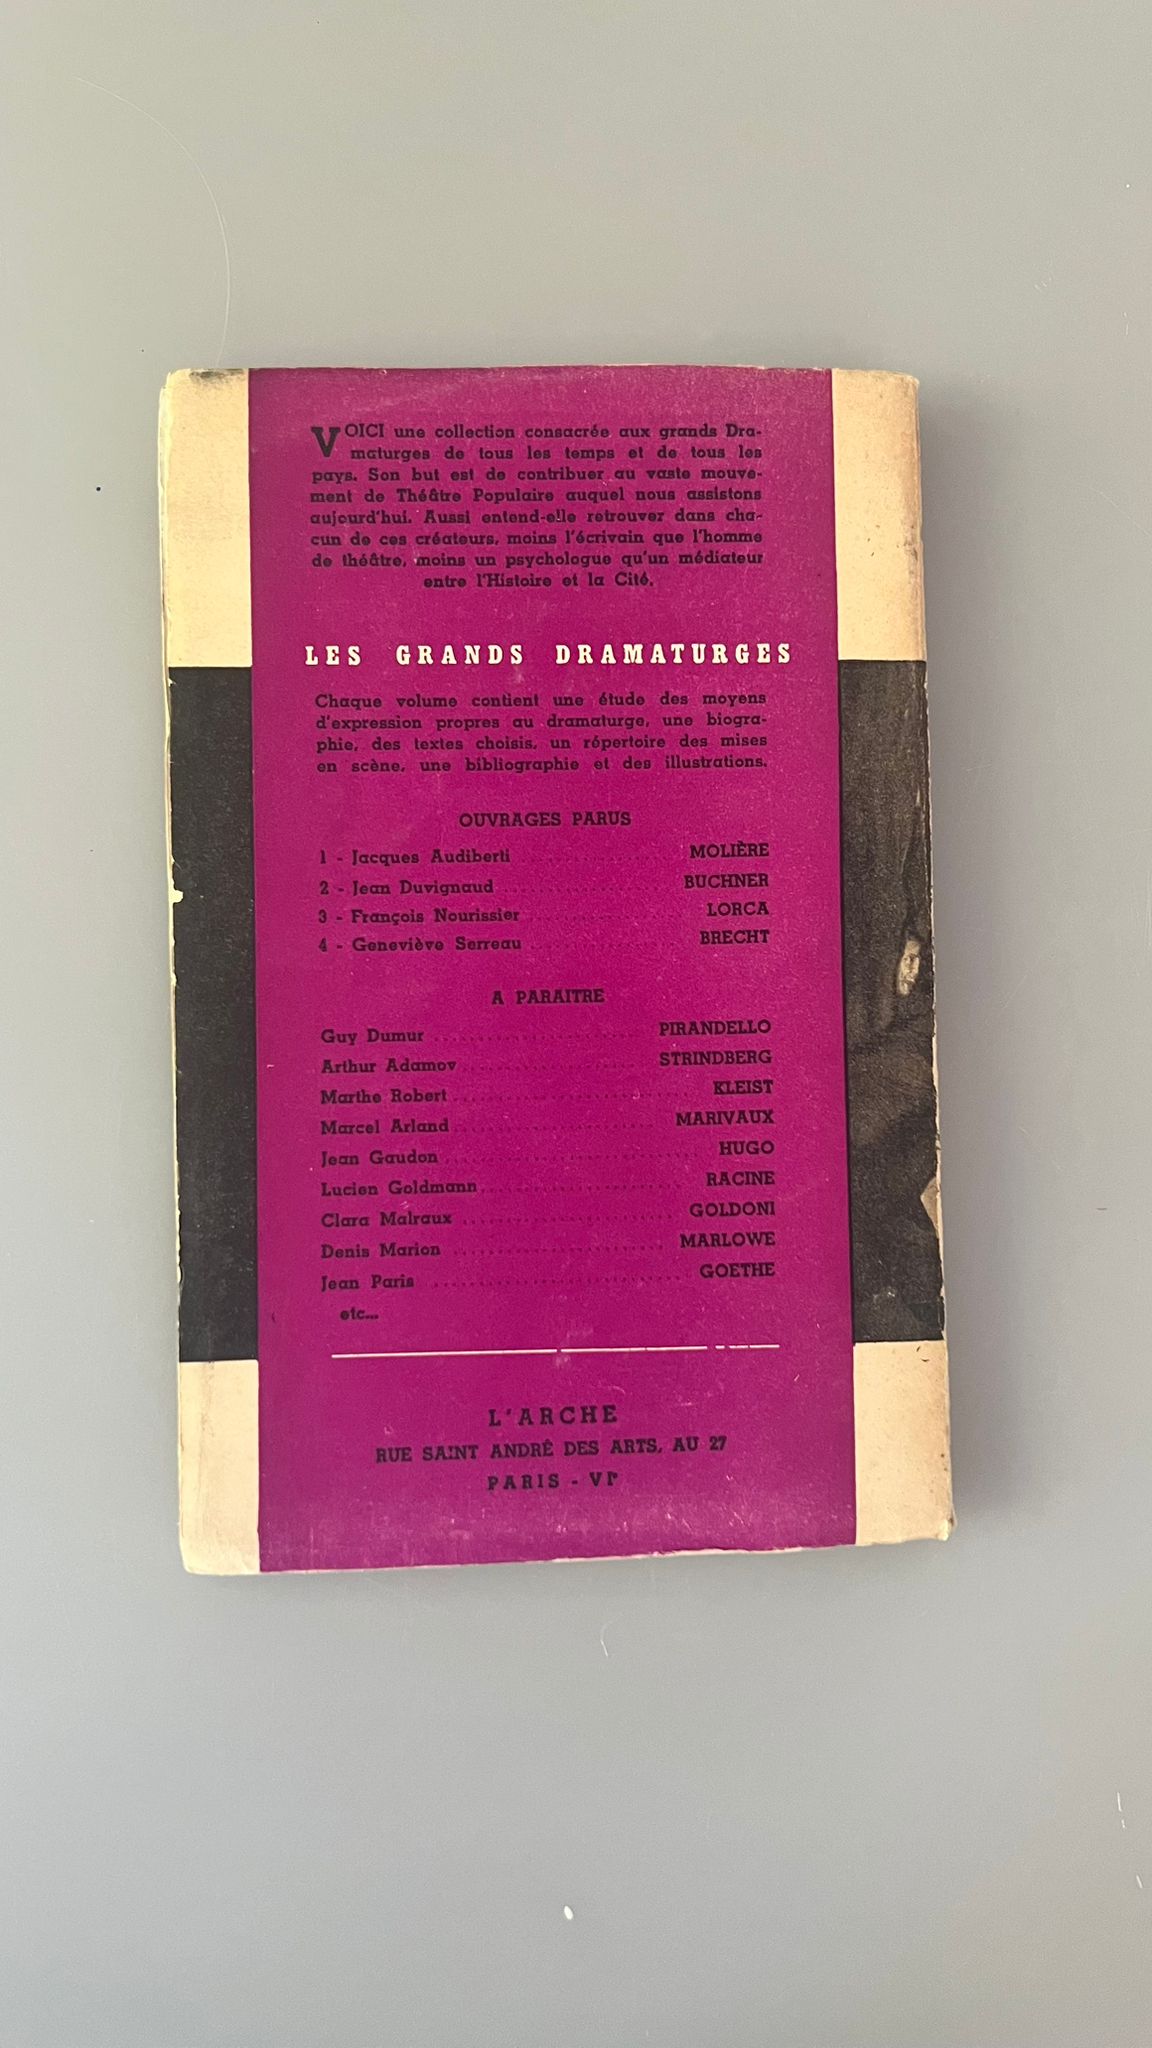 VOICI une collection consacrée aux grands Dra-
maturges de tous les temps et de tous les
pays. Son but est de contribuer au vaste mouve-
ment de Théâtre Populaire auquel nous assistons
aujourd'hui. Aussi entend-elle retrouver dans cha-
cun de ces créateurs, moins l'écrivain que l'homme
de théâtre, moins un psychologue qu'un médiateur
entre l'Histoire et la Cité.
LES GRANDS DRAMATURGES
Chaque volume contient une étude des moyens
d'expression propres au dramaturge, une biogra-
phie, des textes choisis, un répertoire des mises
en scène, une bibliographie et des illustrations.
OUVRAGES PARUS
1 - Jacques Audiberti .......... MOLIÈRE
2 - Jean Duvignaud .......... BUCHNER
3 - François Nourissier .......... LORCA
4 - Geneviève Serreau .......... BRECHT
A PARAITRE
Guy Dumur .......... PIRANDELLO
Arthur Adamov .......... STRINDBERG
Marthe Robert .......... KLEIST
Marcel Arland .......... MARIVAUX
Jean Gaudon .......... HUGO
Lucien Goldmann .......... RACINE
Clara Malraux .......... GOLDONI
Denis Marion .......... MARLOWE
Jean Paris .......... GOETHE
etc...
L'ARCHE
RUE SAINT ANDRÉ DES ARTS, AU 27
PARIS - VIe